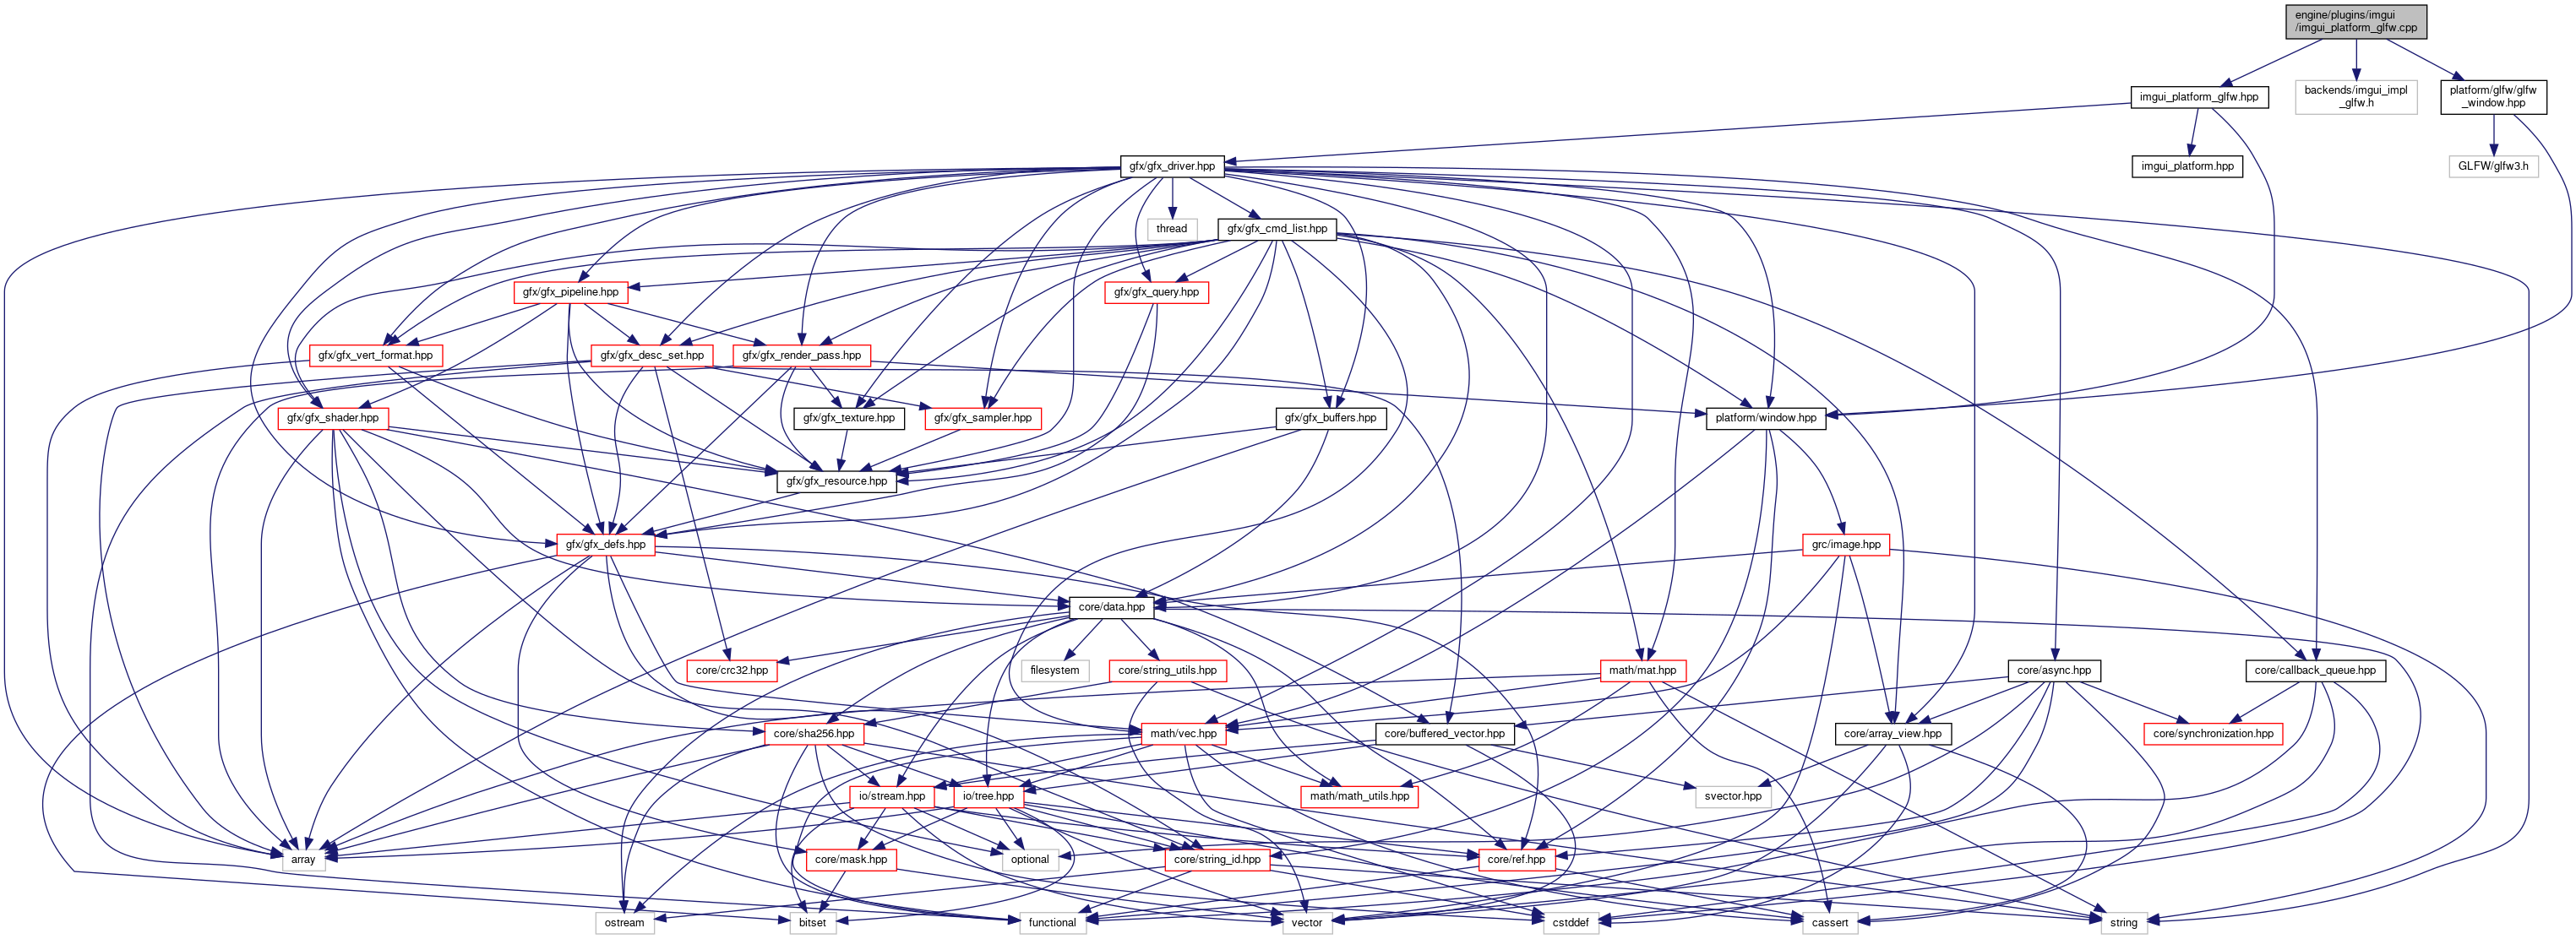 engine/plugins/imgui
/imgui_platform_glfw.cpp
imgui_platform_glfw.hpp
backends/imgui_impl
_glfw.h
platform/glfw/glfw
_window.hpp
gfx/gfx_driver.hpp
imgui_platform.hpp
GLFW/glfw3.h
thread
gfx/gfx_cmd_list.hpp
gfx/gfx_pipeline.hpp
gfx/gfx_query.hpp
gfx/gfx_vert_format.hpp
gfx/gfx_desc_set.hpp
gfx/gfx_render_pass.hpp
gfx/gfx_shader.hpp
gfx/gfx_texture.hpp
gfx/gfx_sampler.hpp
gfx/gfx_buffers.hpp
platform/window.hpp
gfx/gfx_resource.hpp
gfx/gfx_defs.hpp
grc/image.hpp
core/data.hpp
core/crc32.hpp
filesystem
core/string_utils.hpp
math/mat.hpp
core/async.hpp
core/callback_queue.hpp
core/sha256.hpp
math/vec.hpp
core/buffered_vector.hpp
core/array_view.hpp
core/synchronization.hpp
io/stream.hpp
io/tree.hpp
math/math_utils.hpp
svector.hpp
array
core/mask.hpp
optional
core/string_id.hpp
core/ref.hpp
ostream
bitset
functional
vector
cstddef
cassert
string